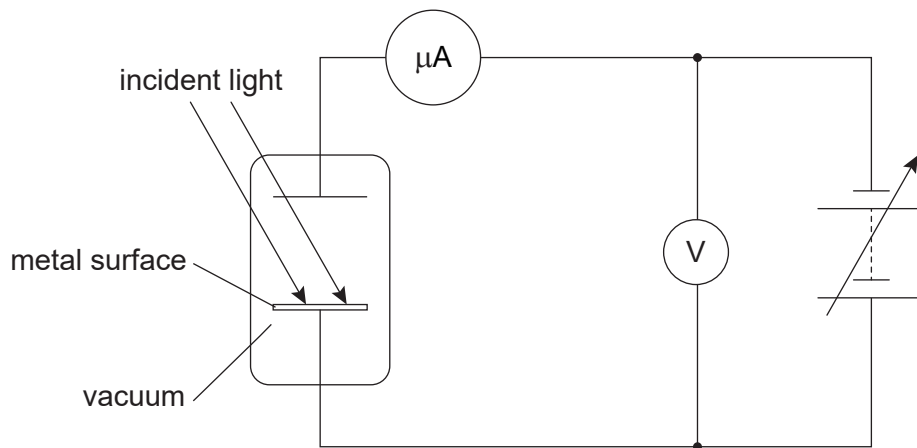 μA
incident light
metal surface
V
vacuum